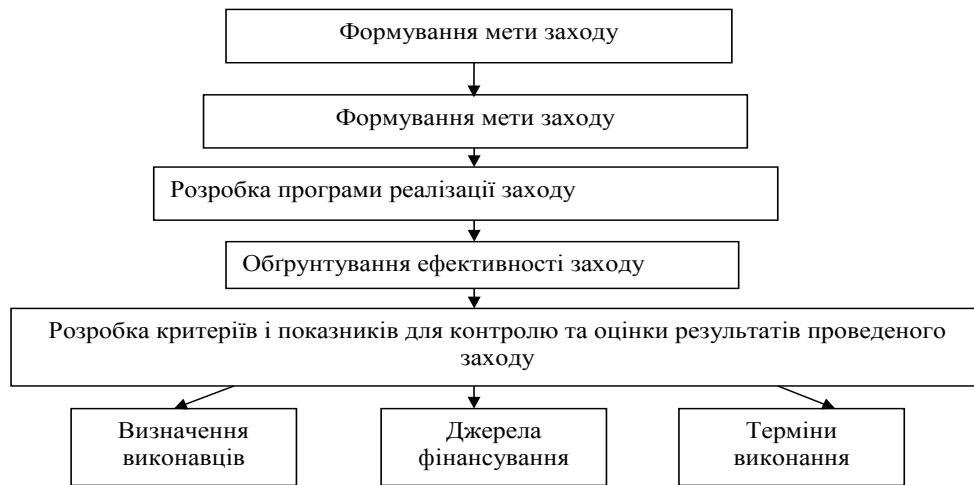 Формування мети заходу
Формування мети заходу
Розробка програми реалізації заходу
Обґрунтування ефективності заходу
Розробка критеріїв і показників для контролю та оцінки результатів проведеного
заходу
Визначення
виконавців
Джерела
фінансування
Терміни
виконання